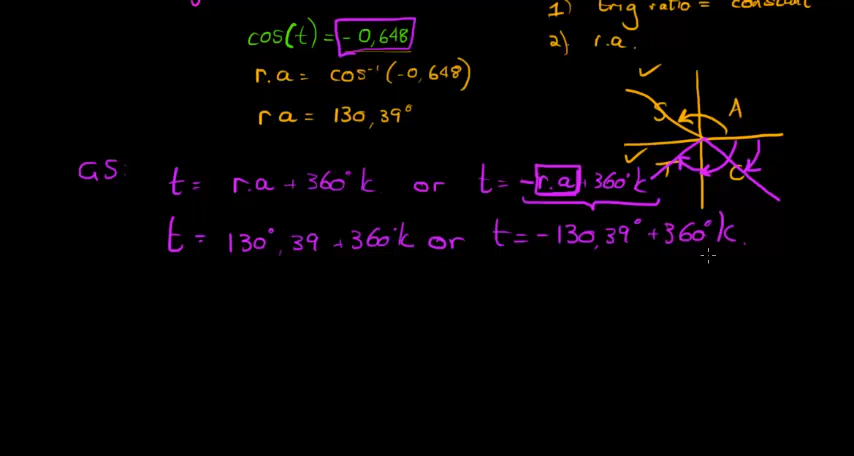 1) trig ratio = constant
cos(t) = -0,648
2) r.a.
r.a = cos⁻¹(-0,648)
r a = 130,39°
S A
T C
GS: t = r.a + 360°k or t = -r.a + 360°k
t = 130°,39 + 360°k or t = -130,39° + 360°k.